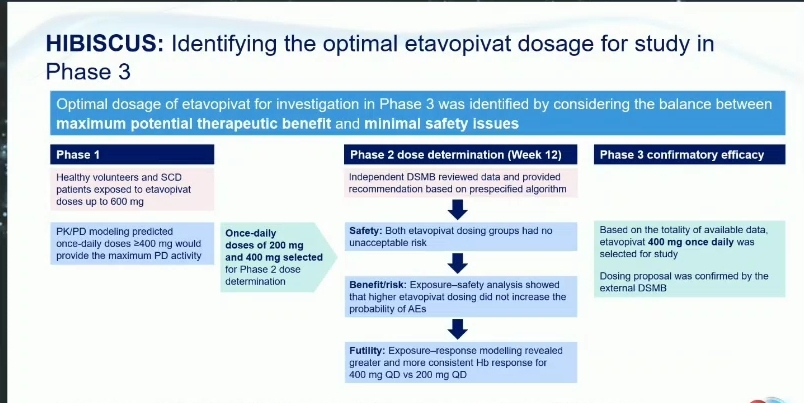 HIBISCUS: Identifying the optimal etavopivat dosage for study in
Phase 3
Optimal dosage of etavopivat for investigation in Phase 3 was identified by considering the balance between
maximum potential therapeutic benefit and minimal safety issues
Phase 1
Healthy volunteers and SCD
patients exposed to etavopivat
doses up to 600 mg
PK/PD modeling predicted
once-daily doses ≥400 mg would
provide the maximum PD activity
Once-daily
doses of 200 mg
and 400 mg selected
for Phase 2 dose
determination
Phase 2 dose determination (Week 12)
Independent DSMB reviewed data and provided
recommendation based on prespecified algorithm
Safety: Both etavopivat dosing groups had no
unacceptable risk
Benefit/risk: Exposure–safety analysis showed
that higher etavopivat dosing did not increase the
probability of AEs
Futility: Exposure–response modelling revealed
greater and more consistent Hb response for
400 mg QD vs 200 mg QD
Phase 3 confirmatory efficacy
Based on the totality of available data,
etavopivat 400 mg once daily was
selected for study
Dosing proposal was confirmed by the
external DSMB